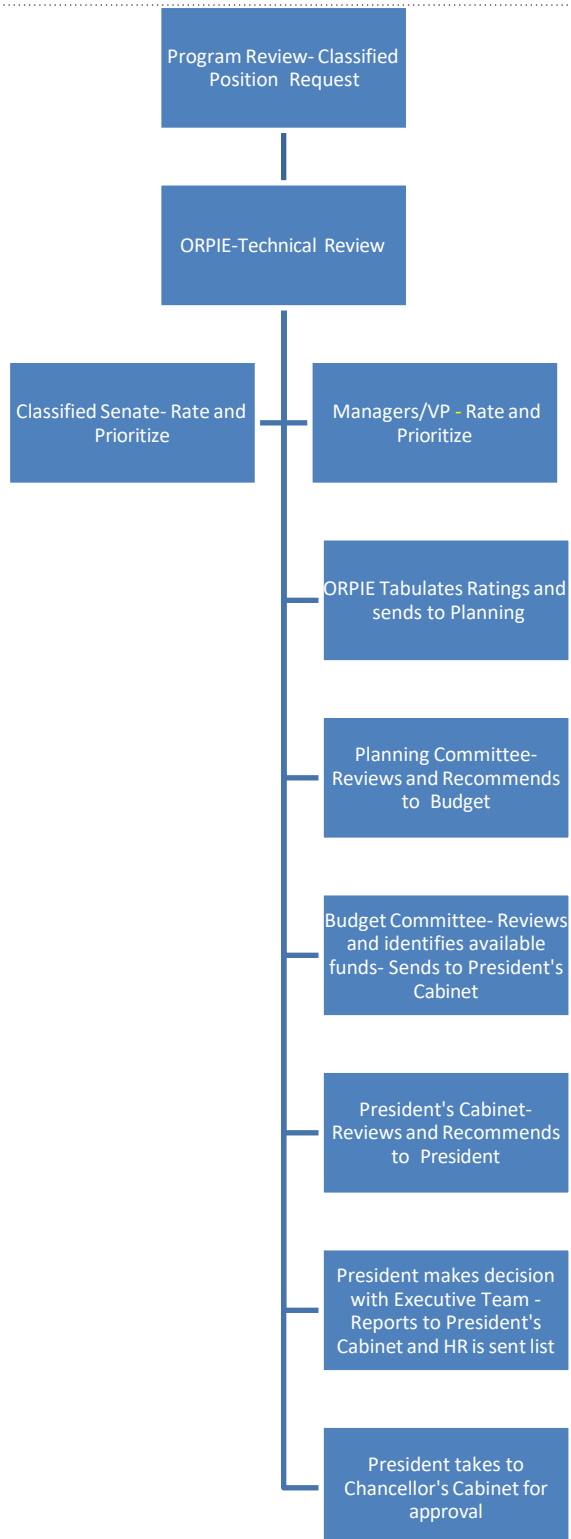 Program Review- Classified
Position Request
ORPIE-Technical Review
Classified Senate- Rate and
Prioritize
Managers/VP - Rate and
Prioritize
ORPIE Tabulates Ratings and
sends to Planning
Planning Committee-
Reviews and Recommends
to Budget
Budget Committee- Reviews
and identifies available
funds- Sends to President's
Cabinet
President's Cabinet-
Reviews and Recommends
to President
President makes decision
with Executive Team -
Reports to President's
Cabinet and HR is sent list
President takes to
Chancellor's Cabinet for
approval